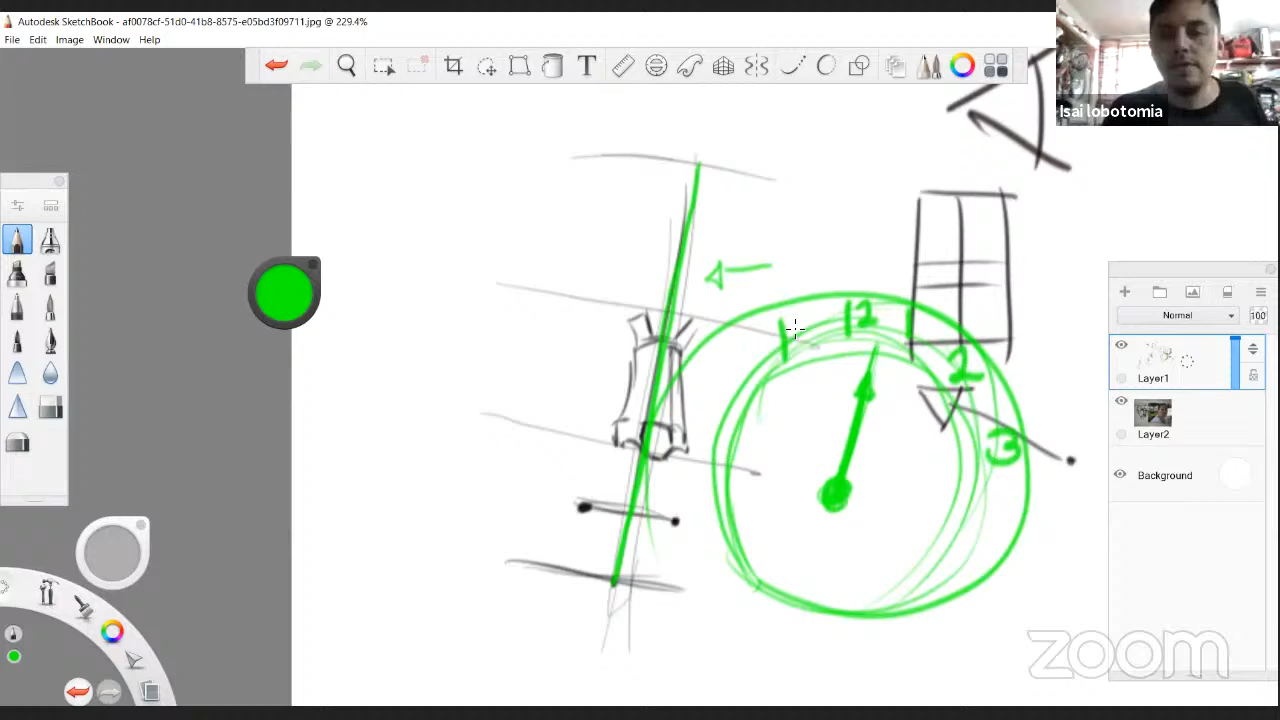 Autodesk SketchBook - af0078cf-51d0-41b8-8575-e05bd3f09711.jpg @ 229.4%
File Edit Image Window Help
T
Isai lobotomia
Normal
100
Layer1
Layer2
Background
1 12
2
3
zoom